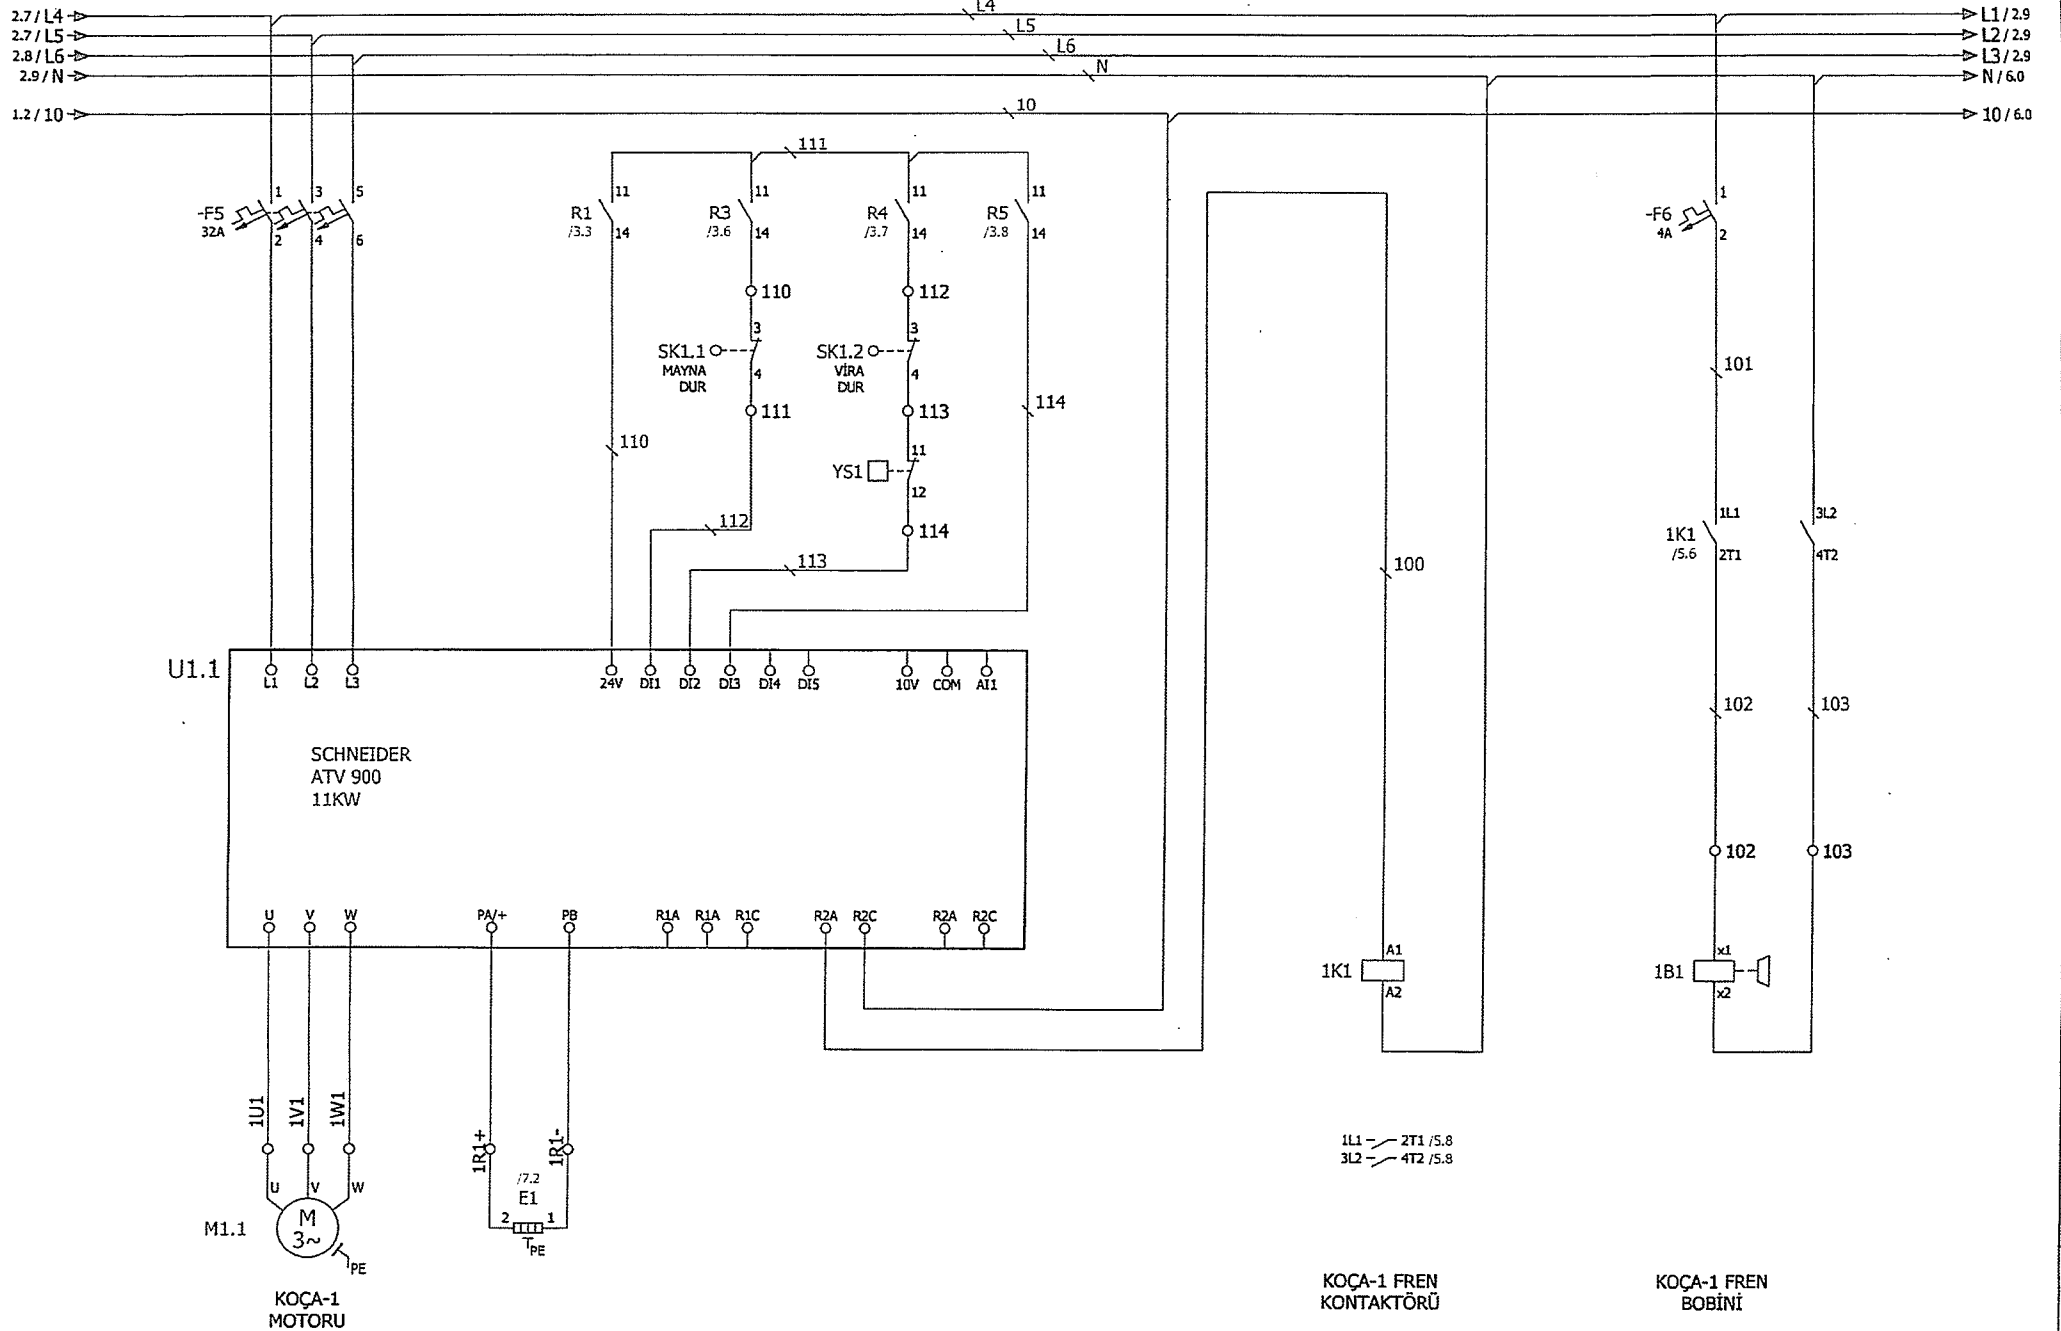 2.7 / L4
L4
L1 / 2.9
2.7 / L5
L5
L2 / 2.9
2.8 / L6
L6
L3 / 2.9
2.9 / N
N
N / 6.0
1.2 / 10
10
10 / 6.0
111
1 3 5
11 11 11 11
1
-F5
32A
R1
/3.3
R3
/3.6
R4
/3.7
R5
/3.8
-F6
4A
2 4 6
14 14 14 14
2
110
112
3
3
SK1.1
MAYNA
DUR
SK1.2
VİRA
DUR
4
4
101
111
113
114
110
11
YS1
12
112
114
113
100
1L1
3L2
1K1
/5.6
2T1
4T2
U1.1
L1 L2 L3
24V DI1 DI2 DI3 DI4 DI5 10V COM AI1
102
103
SCHNEIDER
ATV 900
11KW
102
103
U V W
PA/+ PB
R1A R1A R1C
R2A R2C
R2A R2C
A1
1K1
A2
x1
1B1
x2
1U1
1V1
1W1
1R1+
1R1-
1L1 2T1 /5.8
3L2 4T2 /5.8
/7.2
E1
2 1
PE
U V W
M1.1
M
3~
PE
KOÇA-1
MOTORU
KOÇA-1 FREN
KONTAKTÖRÜ
KOÇA-1 FREN
BOBİNİ